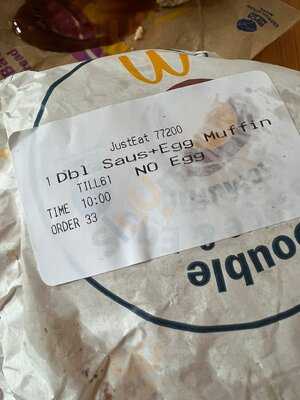 JustEat 77200
1 Dbl Saus+Egg Muffin
TILL61 NO Egg
TIME 10:00
ORDER 33
Double